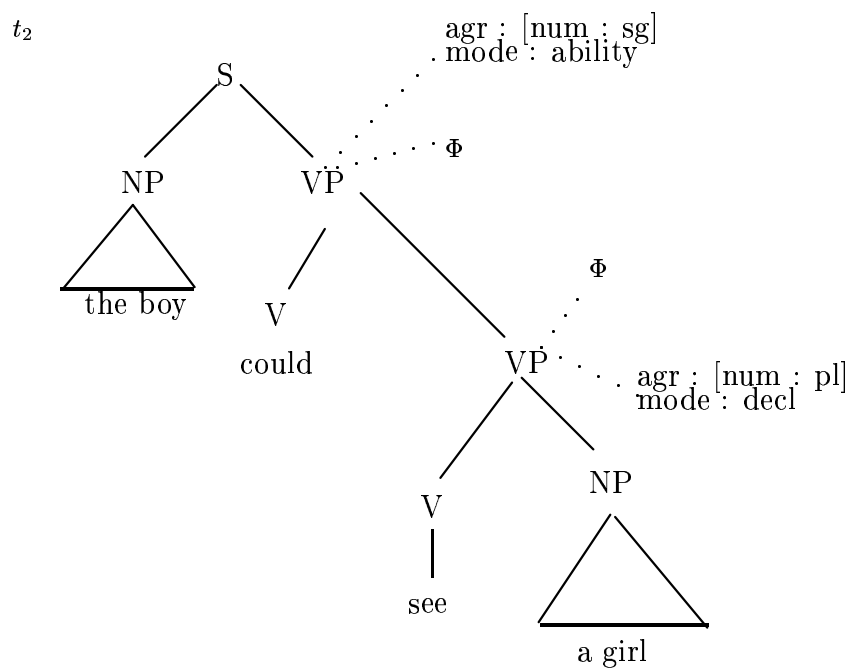 t₂
agr : [num : sg]
mode : ability
S
Φ
NP
VP
Φ
the boy
V
could
VP
agr : [num : pl]
mode : decl
NP
V
see
a girl